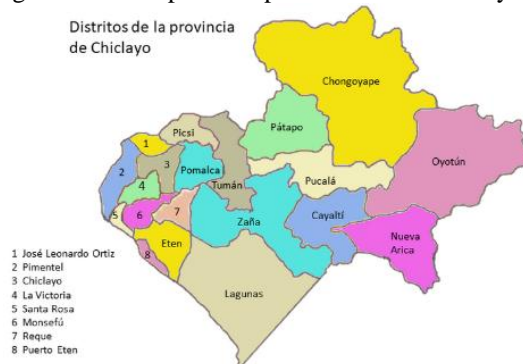 Distritos de la provincia
de Chiclayo
Chongoyape
Picsi
Pátapo
1
2
3
Pomalca
Oyotún
4
Tumán
Pucalá
5
6
7
Zaña
Cayaltí
Nueva
Arica
Eten
8
Lagunas
1 José Leonardo Ortiz
2 Pimentel
3 Chiclayo
4 La Victoria
5 Santa Rosa
6 Monsefú
7 Reque
8 Puerto Eten